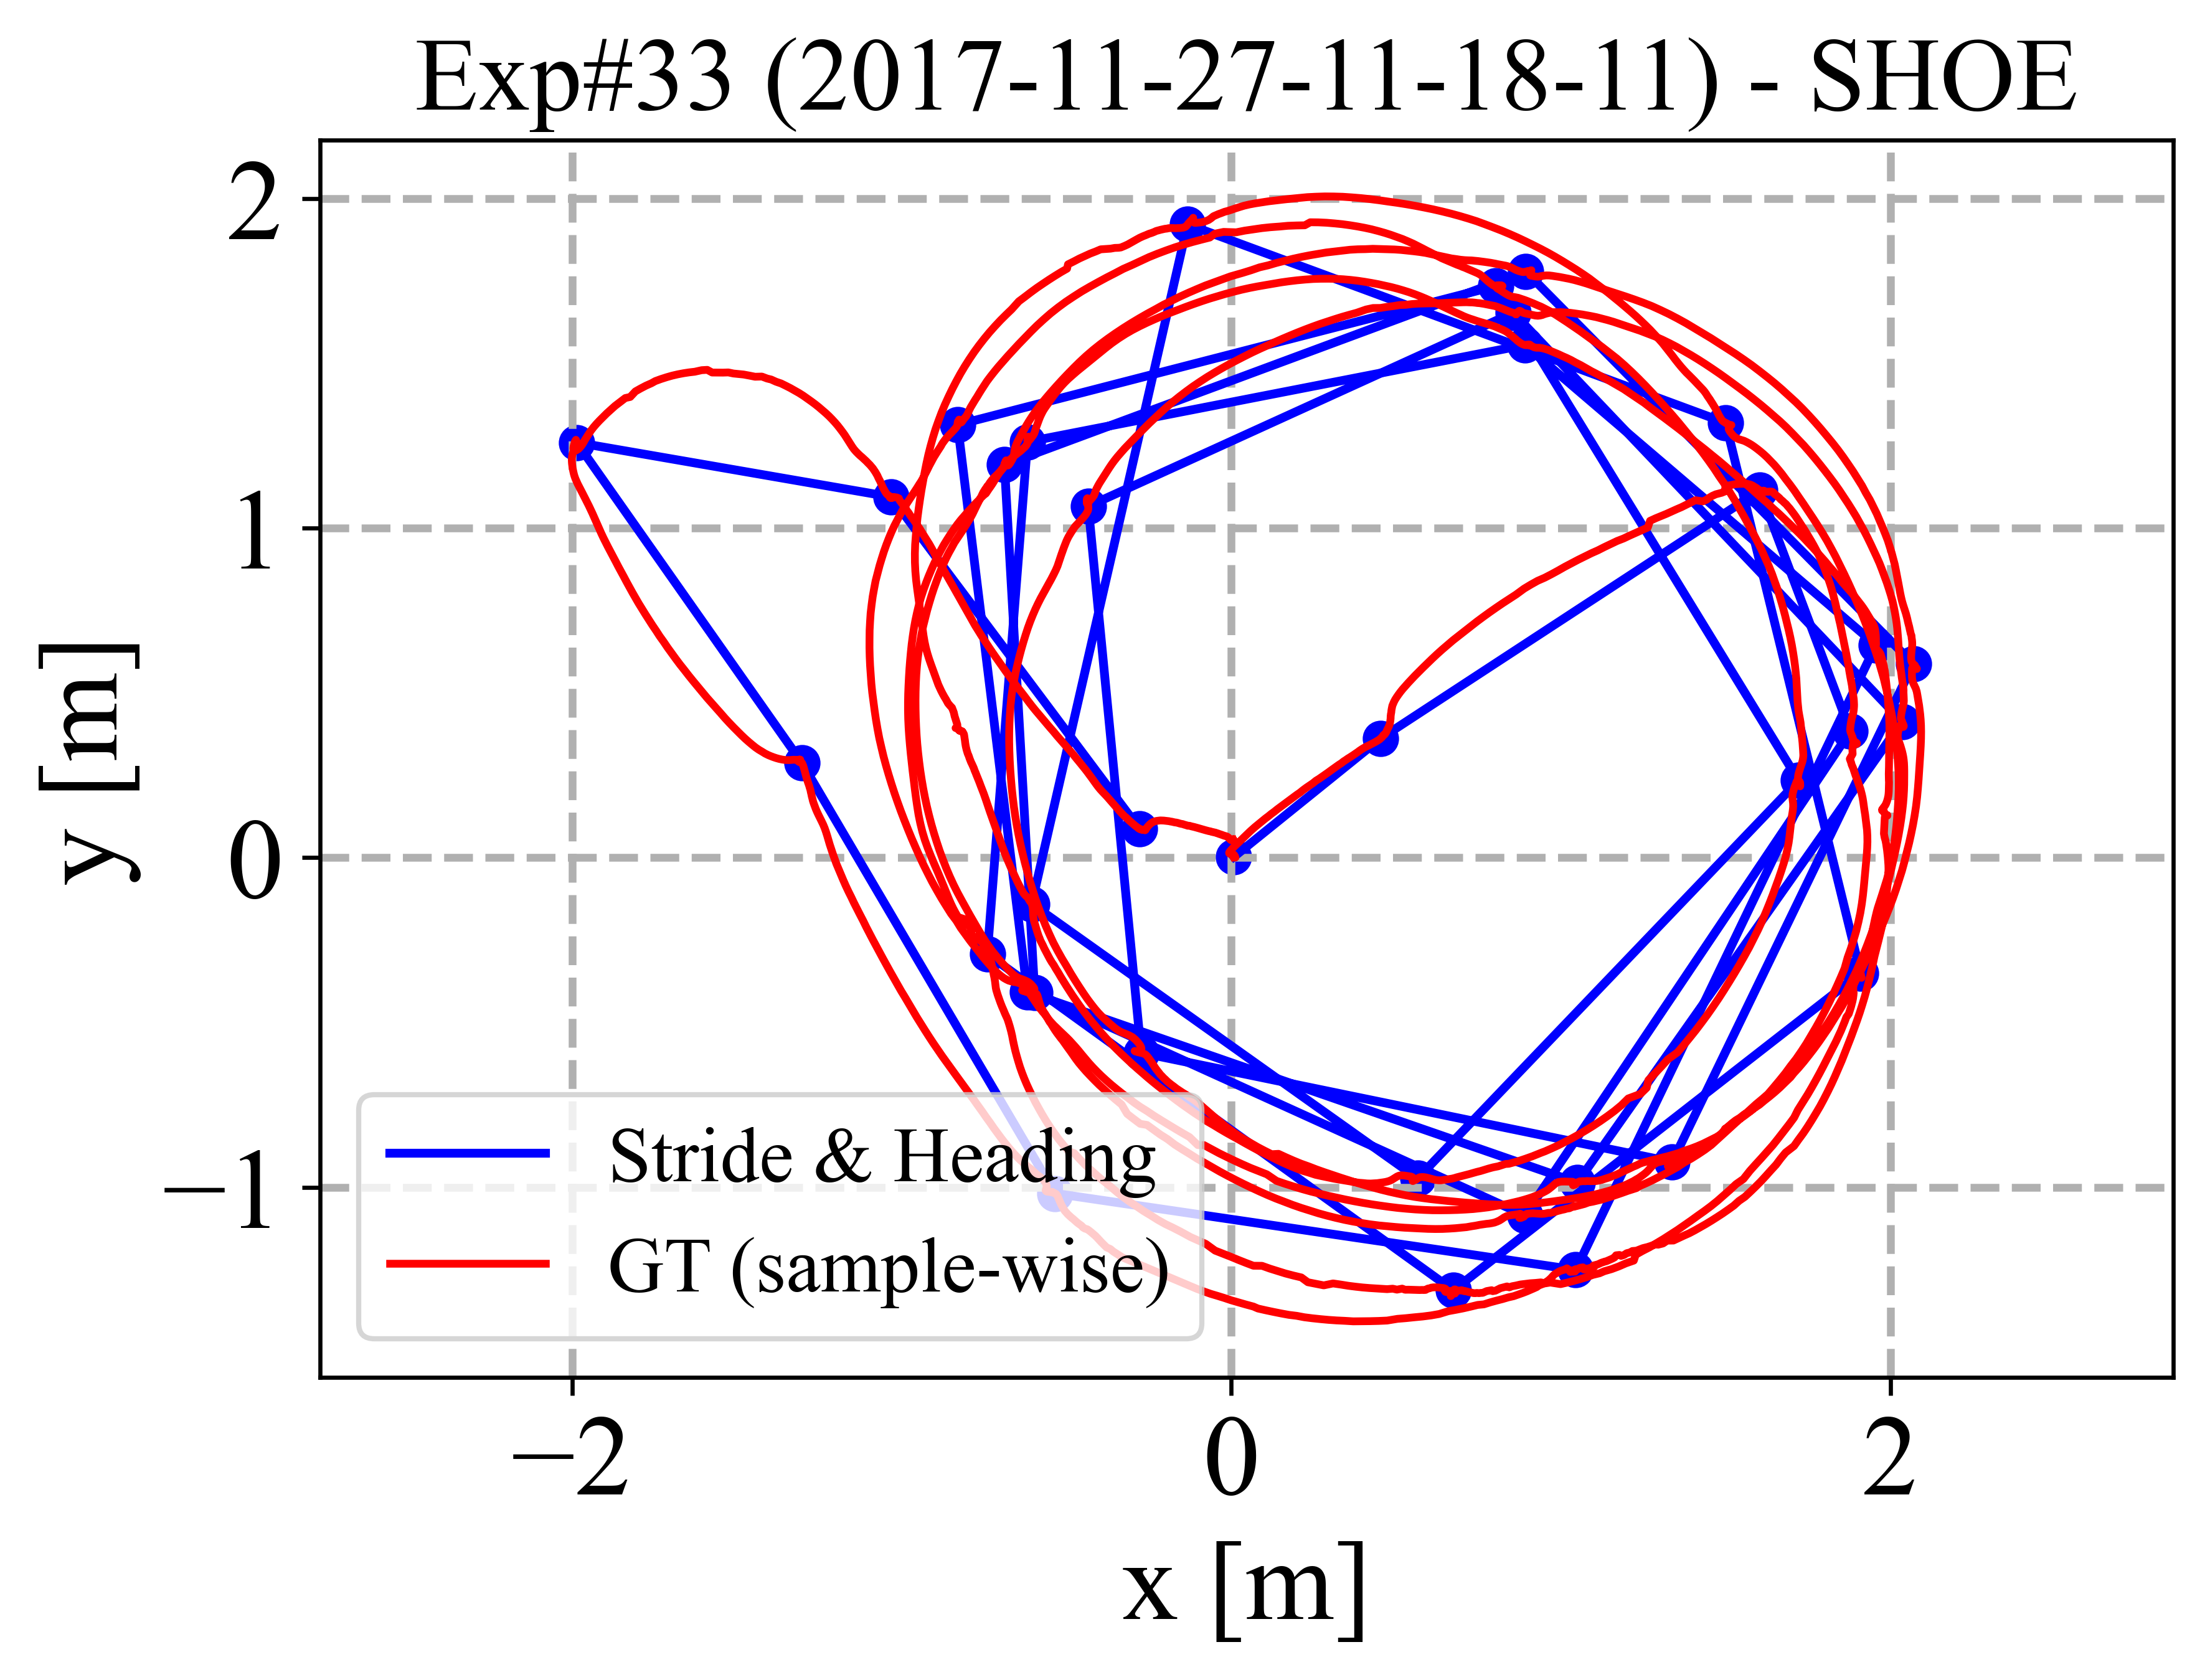 Exp#33 (2017-11-27-11-18-11) - SHOE
2
1
0
−1
y [m]
Stride & Heading
GT (sample-wise)
−2 0 2
x [m]